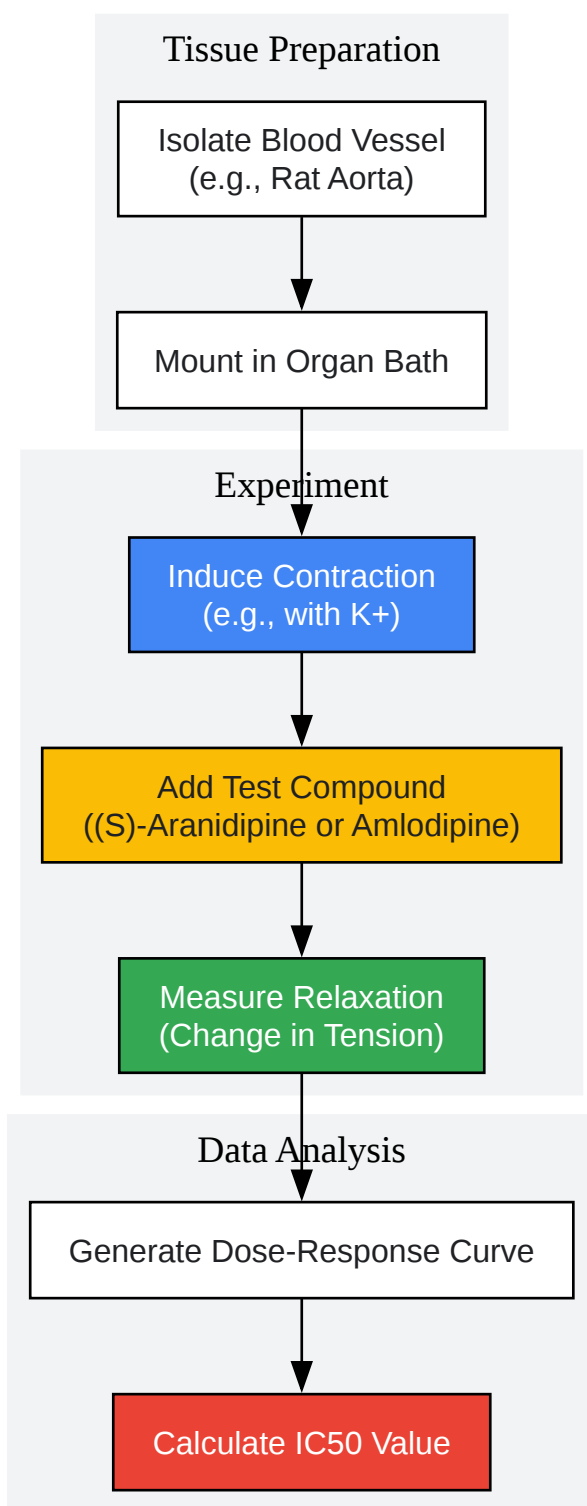 Tissue Preparation
Isolate Blood Vessel
(e.g., Rat Aorta)
Mount in Organ Bath
Experiment
Induce Contraction
(e.g., with K+)
Add Test Compound
((S)-Aranidipine or Amlodipine)
Measure Relaxation
(Change in Tension)
Data Analysis
Generate Dose-Response Curve
Calculate IC50 Value